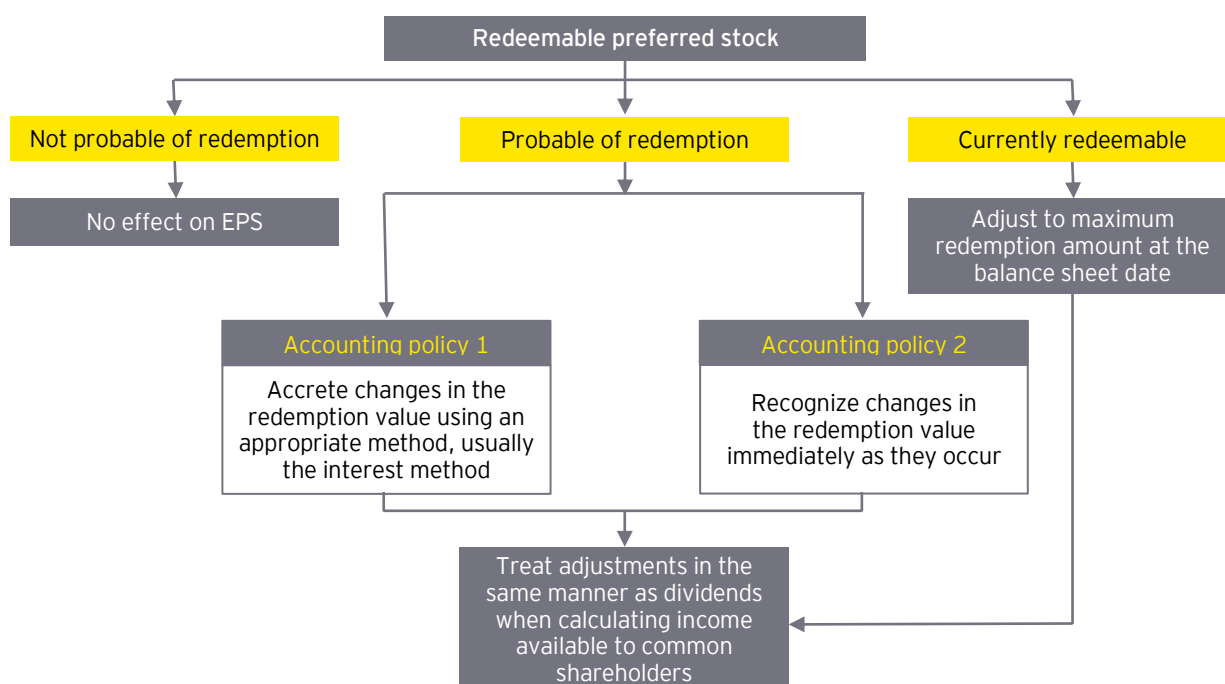 Redeemable preferred stock
Not probable of redemption
Probable of redemption
Currently redeemable
No effect on EPS
Adjust to maximum
redemption amount at the
balance sheet date
Accounting policy 1
Accrete changes in the
redemption value using an
appropriate method, usually
the interest method
Accounting policy 2
Recognize changes in
the redemption value
immediately as they occur
Treat adjustments in the
same manner as dividends
when calculating income
available to common
shareholders